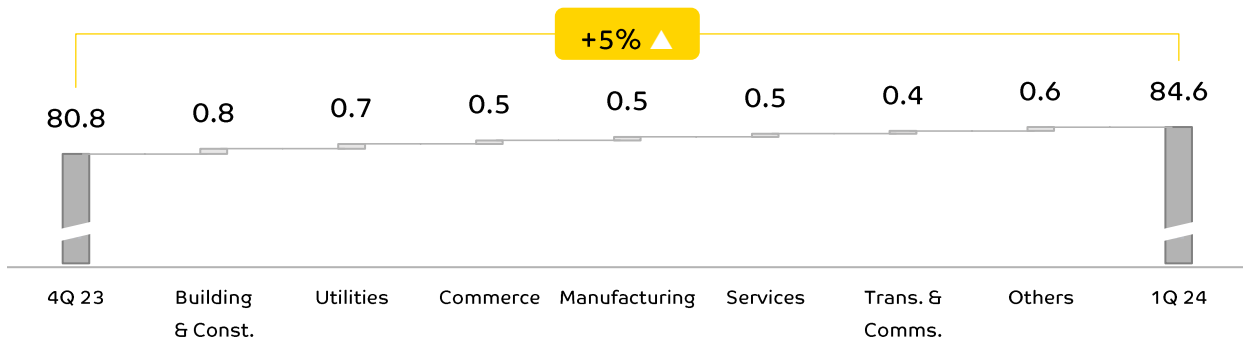 +5%
80.8
0.8
0.7
0.5
0.5
0.5
0.4
0.6
84.6
4Q 23
Building
& Const.
Utilities
Commerce
Manufacturing
Services
Trans. &
Comms.
Others
1Q 24